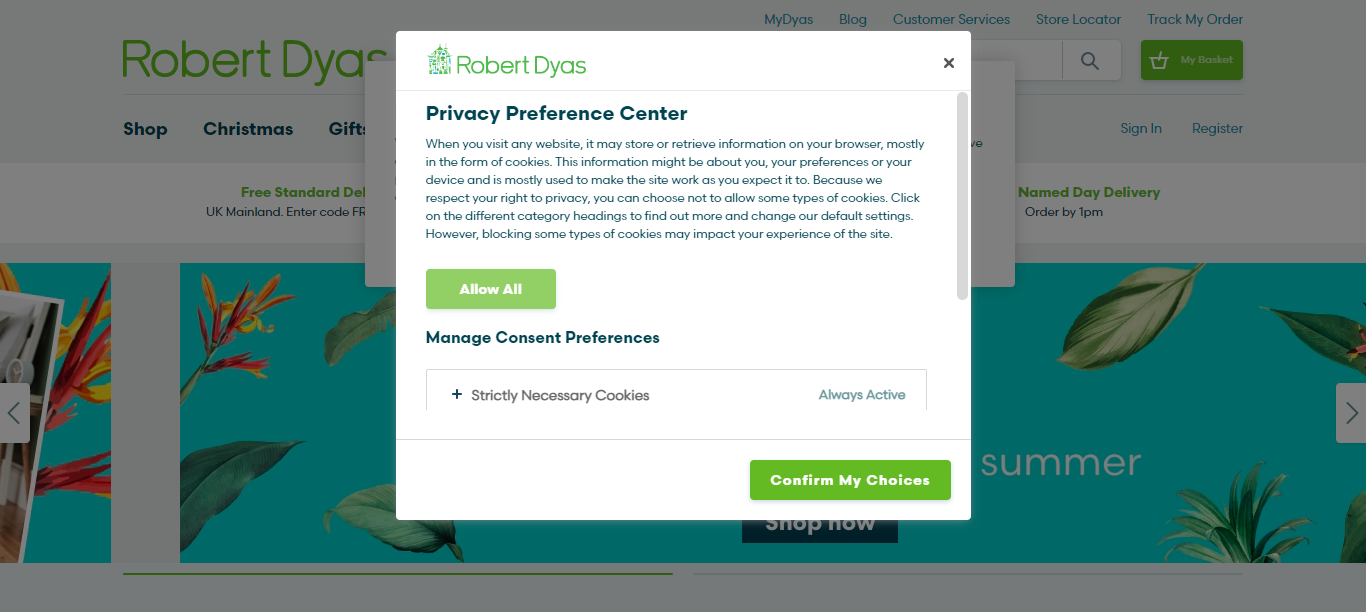 MyDyas Blog Customer Services Store Locator Track My Order
Robert Dyas
My Basket
Robert Dyas
Shop Christmas Gifts
Sign In Register
Privacy Preference Center
When you visit any website, it may store or retrieve information on your browser, mostly
in the form of cookies. This information might be about you, your preferences or your
device and is mostly used to make the site work as you expect it to. Because we
respect your right to privacy, you can choose not to allow some types of cookies. Click
on the different category headings to find out more and change our default settings.
However, blocking some types of cookies may impact your experience of the site.
Free Standard Del
UK Mainland. Enter code FR
Named Day Delivery
Order by 1pm
Allow All
Manage Consent Preferences
+ Strictly Necessary Cookies Always Active
summer
Confirm My Choices
Shop now